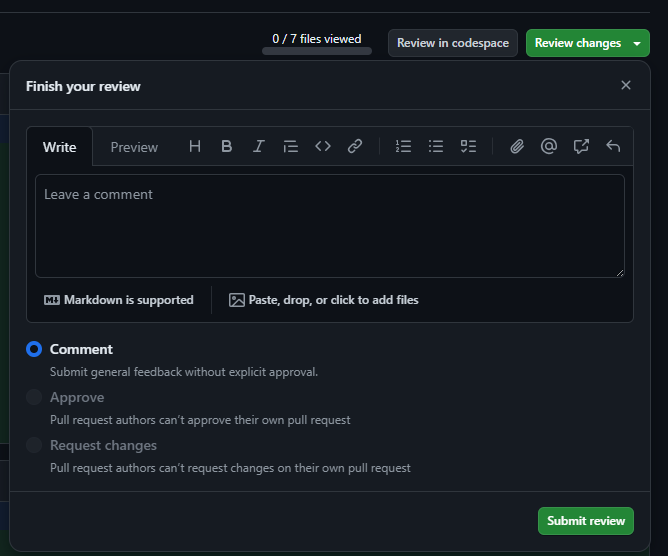 0 / 7 files viewed
Review in codespace
Review changes
Finish your review
Write
Preview
Leave a comment
Markdown is supported
Paste, drop, or click to add files
Comment
Submit general feedback without explicit approval.
Approve
Pull request authors can't approve their own pull request
Request changes
Pull request authors can't request changes on their own pull request
Submit review